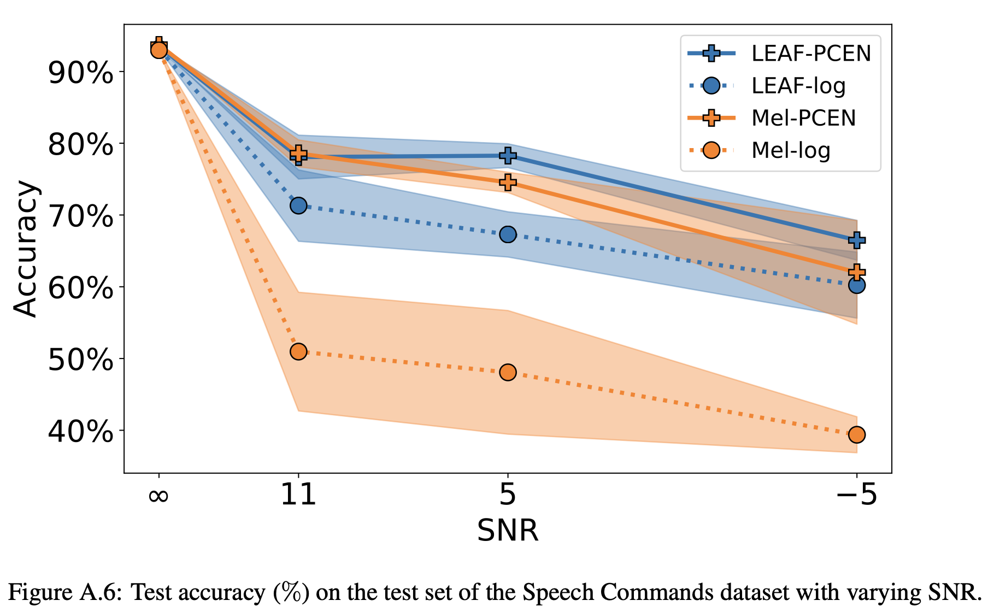 LEAF-PCEN
LEAF-log
Mel-PCEN
Mel-log
Accuracy
90%
80%
70%
60%
50%
40%
∞ 11 5 −5
SNR
Figure A.6: Test accuracy (%) on the test set of the Speech Commands dataset with varying SNR.